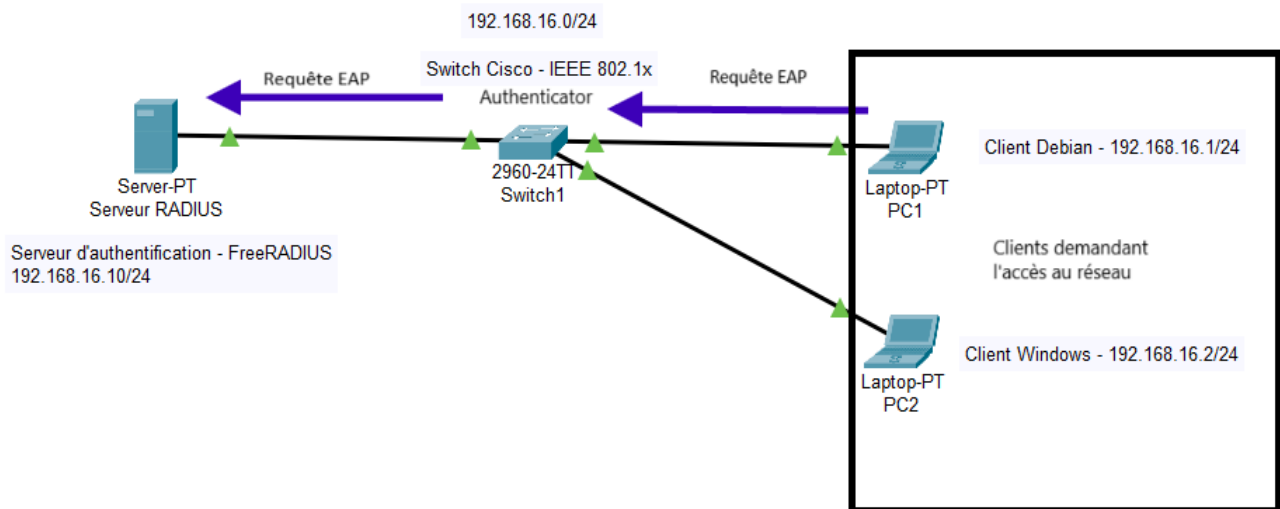 192.168.16.0/24
Requête EAP
Switch Cisco - IEEE 802.1x
Authenticator
Requête EAP
Server-PT
Serveur RADIUS
2960-24TT
Switch1
Laptop-PT
PC1
Client Debian - 192.168.16.1/24
Serveur d'authentification - FreeRADIUS
192.168.16.10/24
Clients demandant
l'accès au réseau
Laptop-PT
PC2
Client Windows - 192.168.16.2/24